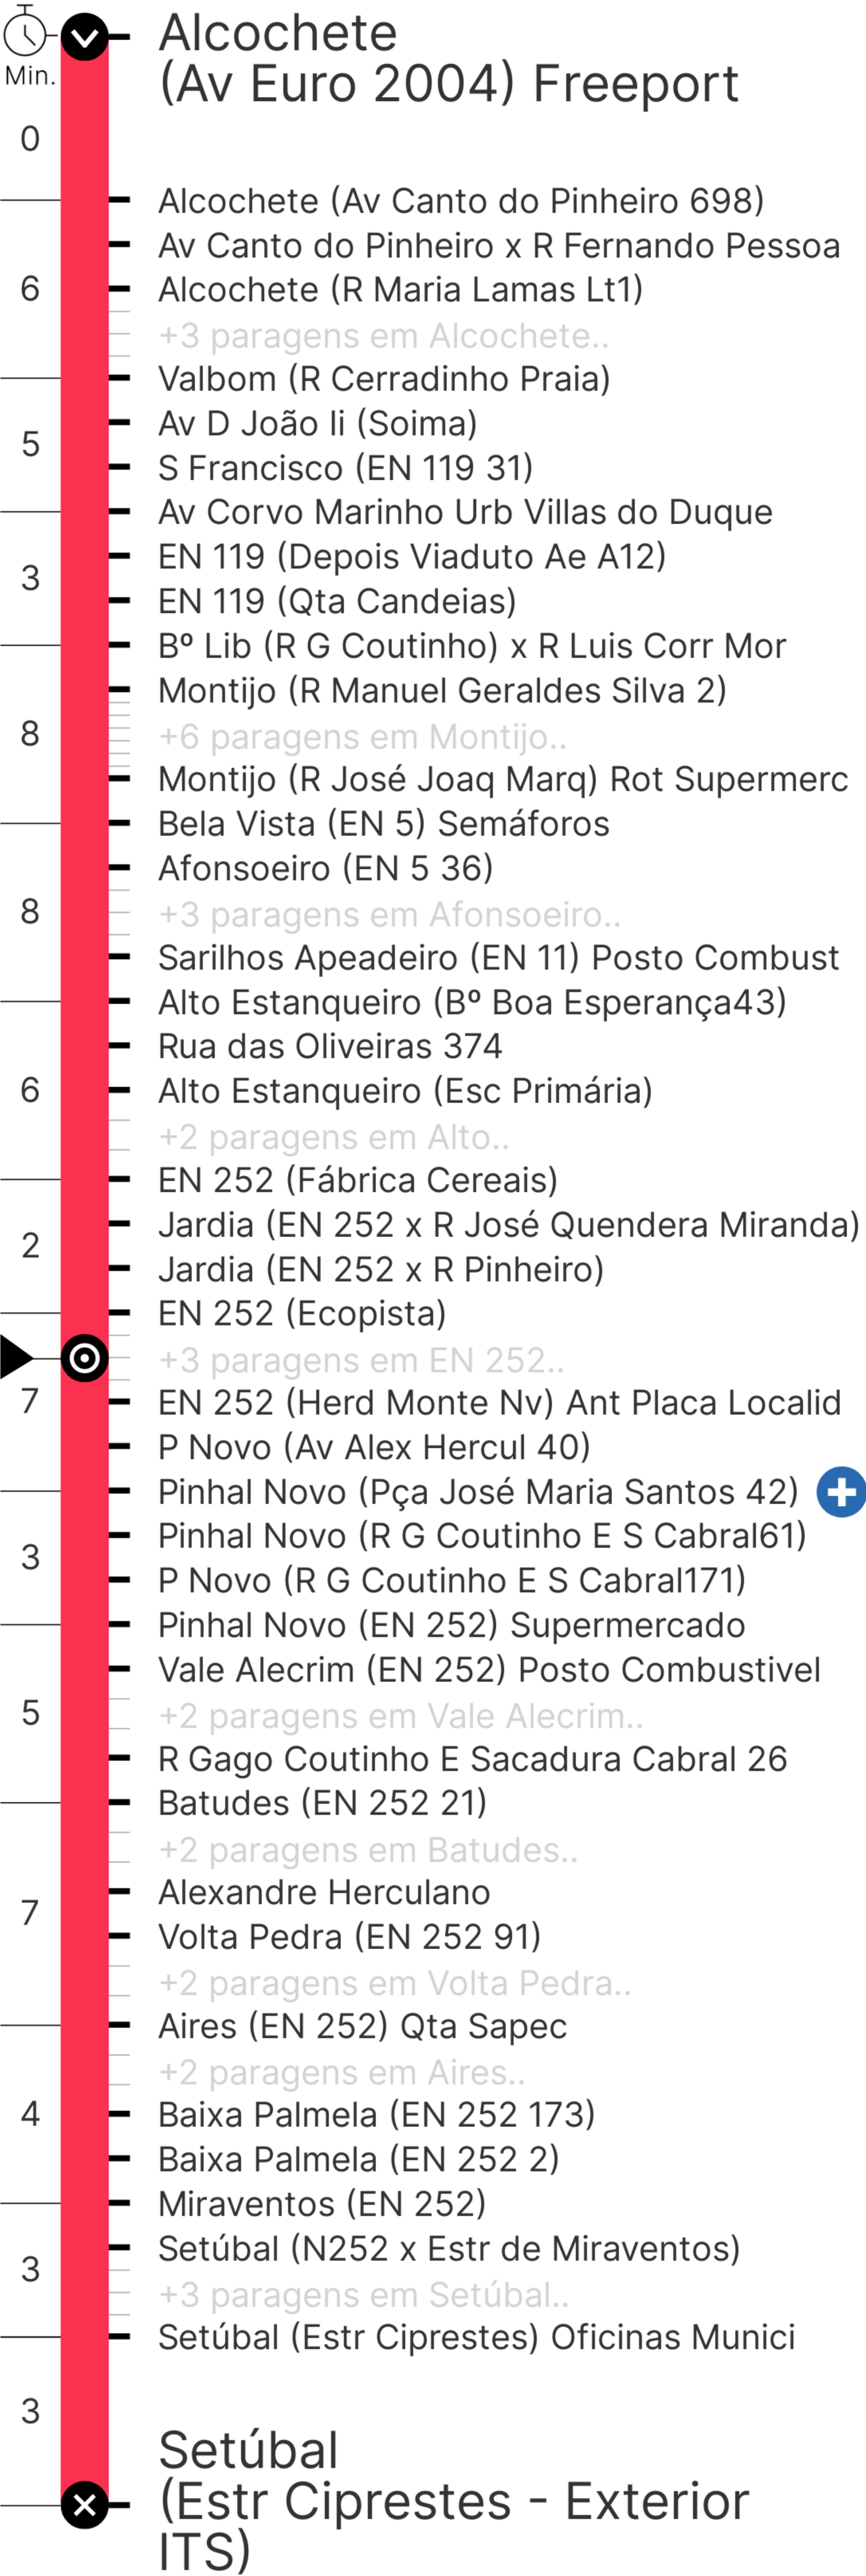 Alcochete
(Av Euro 2004) Freeport
Min.
0
Alcochete (Av Canto do Pinheiro 698)
Av Canto do Pinheiro x R Fernando Pessoa
6
Alcochete (R Maria Lamas Lt1)
+3 paragens em Alcochete..
Valbom (R Cerradinho Praia)
Av D João Ii (Soima)
5
S Francisco (EN 119 31)
Av Corvo Marinho Urb Villas do Duque
EN 119 (Depois Viaduto Ae A12)
3
EN 119 (Qta Candeias)
Bº Lib (R G Coutinho) x R Luis Corr Mor
Montijo (R Manuel Geraldes Silva 2)
8
+6 paragens em Montijo..
Montijo (R José Joaq Marq) Rot Supermerc
Bela Vista (EN 5) Semáforos
Afonsoeiro (EN 5 36)
8
+3 paragens em Afonsoeiro..
Sarilhos Apeadeiro (EN 11) Posto Combust
Alto Estanqueiro (Bº Boa Esperança43)
Rua das Oliveiras 374
6
Alto Estanqueiro (Esc Primária)
+2 paragens em Alto..
EN 252 (Fábrica Cereais)
Jardia (EN 252 x R José Quendera Miranda)
2
Jardia (EN 252 x R Pinheiro)
EN 252 (Ecopista)
+3 paragens em EN 252..
7
EN 252 (Herd Monte Nv) Ant Placa Localid
P Novo (Av Alex Hercul 40)
Pinhal Novo (Pça José Maria Santos 42)
Pinhal Novo (R G Coutinho E S Cabral61)
3
P Novo (R G Coutinho E S Cabral171)
Pinhal Novo (EN 252) Supermercado
Vale Alecrim (EN 252) Posto Combustivel
5
+2 paragens em Vale Alecrim..
R Gago Coutinho E Sacadura Cabral 26
Batudes (EN 252 21)
+2 paragens em Batudes..
Alexandre Herculano
7
Volta Pedra (EN 252 91)
+2 paragens em Volta Pedra..
Aires (EN 252) Qta Sapec
+2 paragens em Aires..
4
Baixa Palmela (EN 252 173)
Baixa Palmela (EN 252 2)
Miraventos (EN 252)
Setúbal (N252 x Estr de Miraventos)
3
+3 paragens em Setúbal..
Setúbal (Estr Ciprestes) Oficinas Munici
3
Setúbal
(Estr Ciprestes - Exterior
ITS)